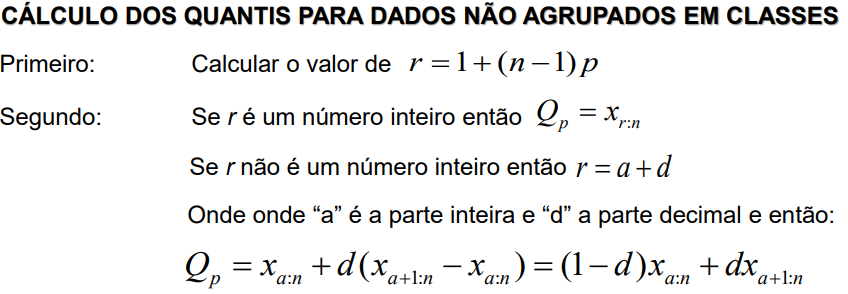 CÁLCULO DOS QUANTIS PARA DADOS NÃO AGRUPADOS EM CLASSES
Primeiro: Calcular o valor de r = 1 + (n − 1) p
Segundo: Se r é um número inteiro então Q_p = x_{r:n}
Se r não é um número inteiro então r = a + d
Onde onde “a” é a parte inteira e “d” a parte decimal e então:
Q_p = x_{a:n} + d(x_{a+1:n} − x_{a:n}) = (1 − d)x_{a:n} + dx_{a+1:n}